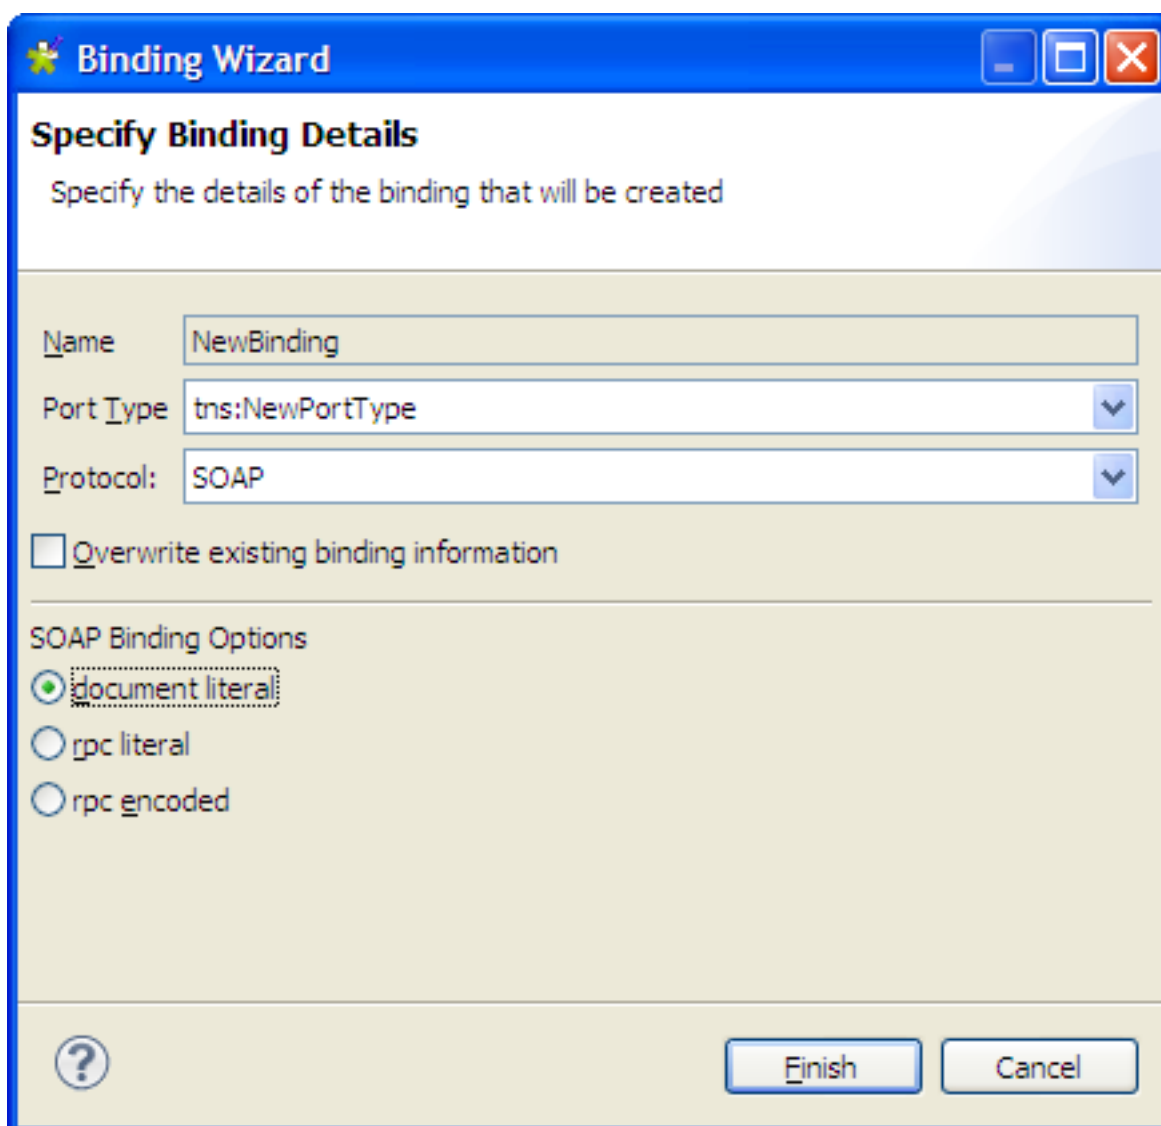 Binding Wizard
Specify Binding Details
Specify the details of the binding that will be created
Name NewBinding
Port Type tns:NewPortType
Protocol: SOAP
Overwrite existing binding information
SOAP Binding Options
document literal
rpc literal
rpc encoded
? Finish Cancel